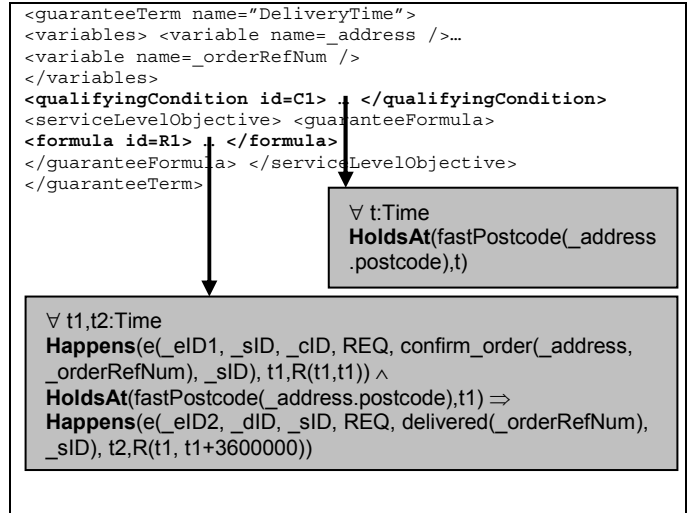 <guaranteeTerm name=”DeliveryTime”>
<variables> <variable name=_address />…
<variable name=_orderRefNum />
</variables>
<qualifyingCondition id=C1> … </qualifyingCondition>
<serviceLevelObjective> <guaranteeFormula>
<formula id=R1> … </formula>
</guaranteeFormula> </serviceLevelObjective>
</guaranteeTerm>
∀ t:Time
HoldsAt(fastPostcode(_address
.postcode),t)
∀ t1,t2:Time
Happens(e(_eID1, _sID, _cID, REQ, confirm_order(_address,
_orderRefNum), _sID), t1,R(t1,t1)) ∧
HoldsAt(fastPostcode(_address.postcode),t1) ⇒
Happens(e(_eID2, _dID, _sID, REQ, delivered(_orderRefNum),
_sID), t2,R(t1, t1+3600000))